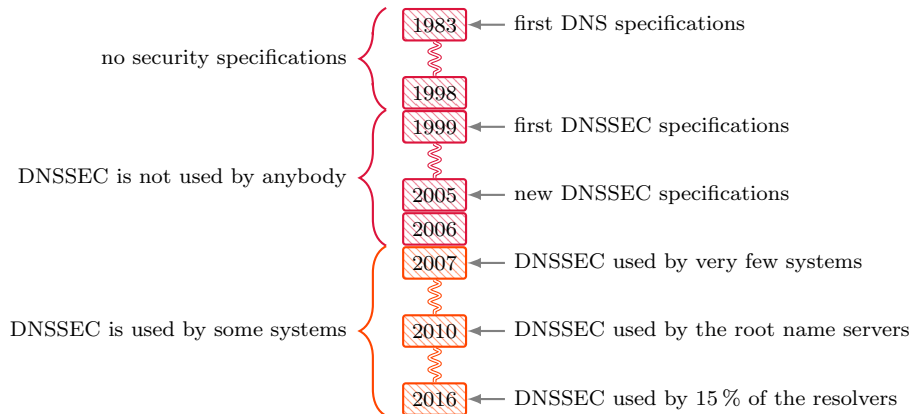 1983 first DNS specifications
no security specifications
1998
1999 first DNSSEC specifications
DNSSEC is not used by anybody
2005 new DNSSEC specifications
2006
2007 DNSSEC used by very few systems
DNSSEC is used by some systems 2010 DNSSEC used by the root name servers
2016 DNSSEC used by 15 % of the resolvers